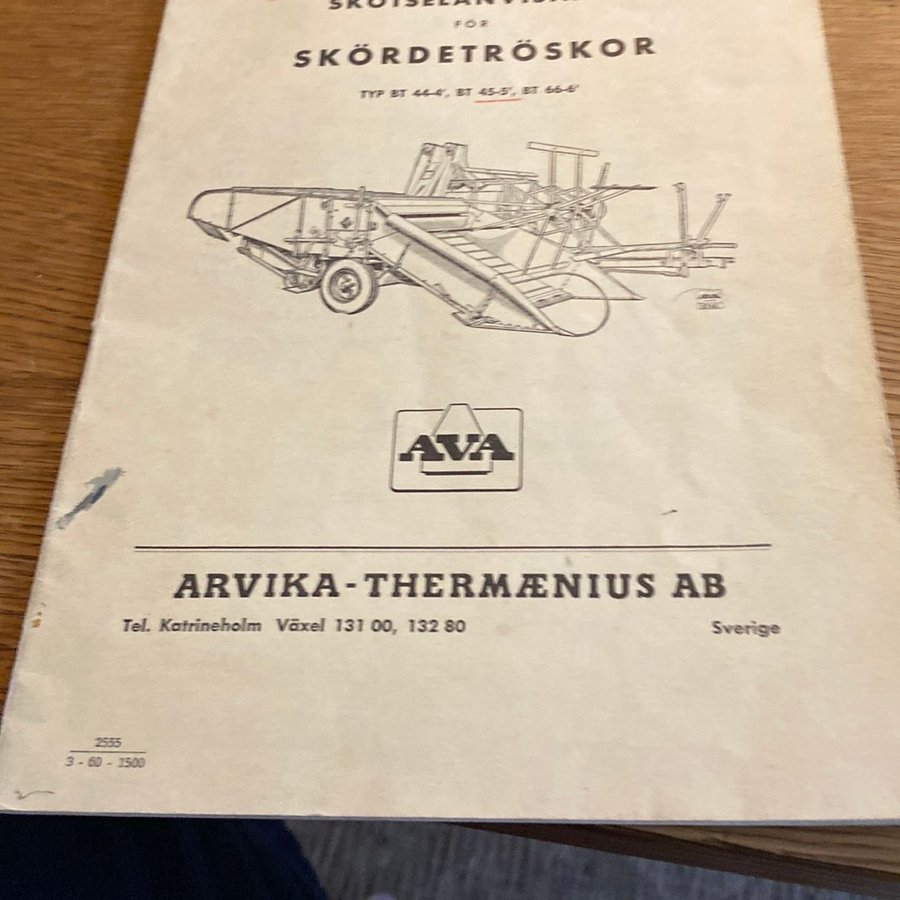 FÖR
SKÖRDETRÖSKOR
TYP BT 44-4', BT 45-5', BT 66-6'
AVA
ARVIKA-THERMÆNIUS AB
Tel. Katrineholm Växel 131 00, 132 80 Sverige
2555
3 - 60 - 1500